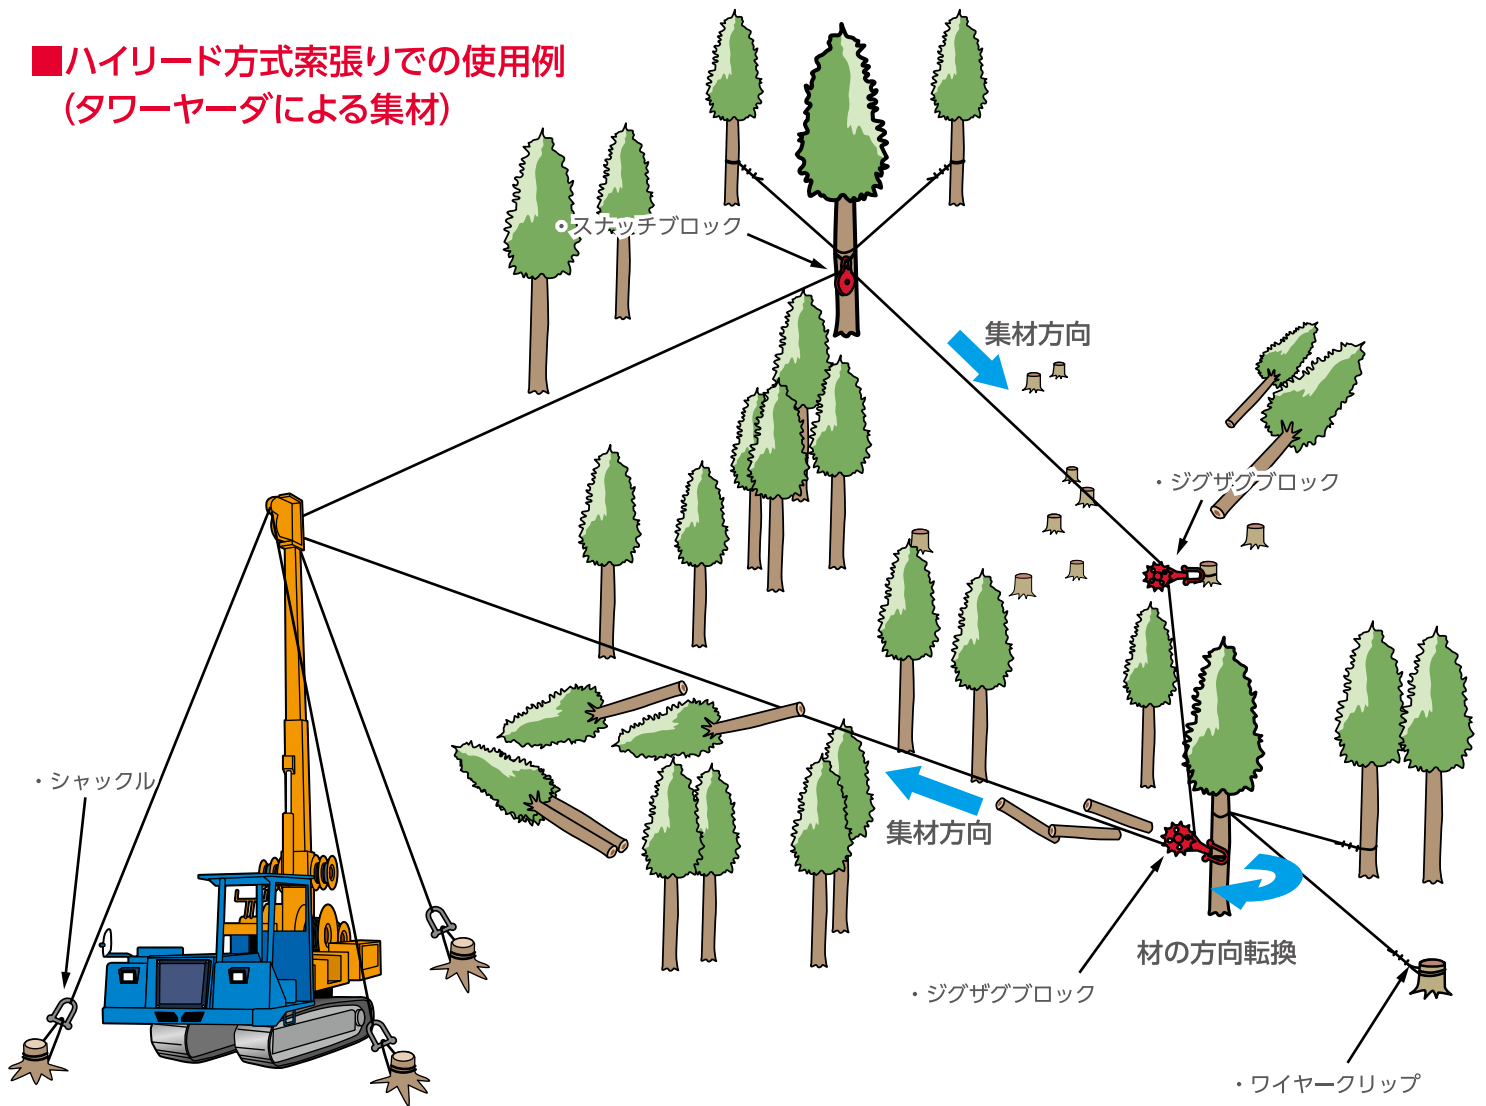 ■ハイリード方式索張りでの使用例
（タワーヤーダによる集材）
・スナッチブロック
集材方向
・ジグザグブロック
・シャックル
集材方向
材の方向転換
・ジグザグブロック
・ワイヤークリップ